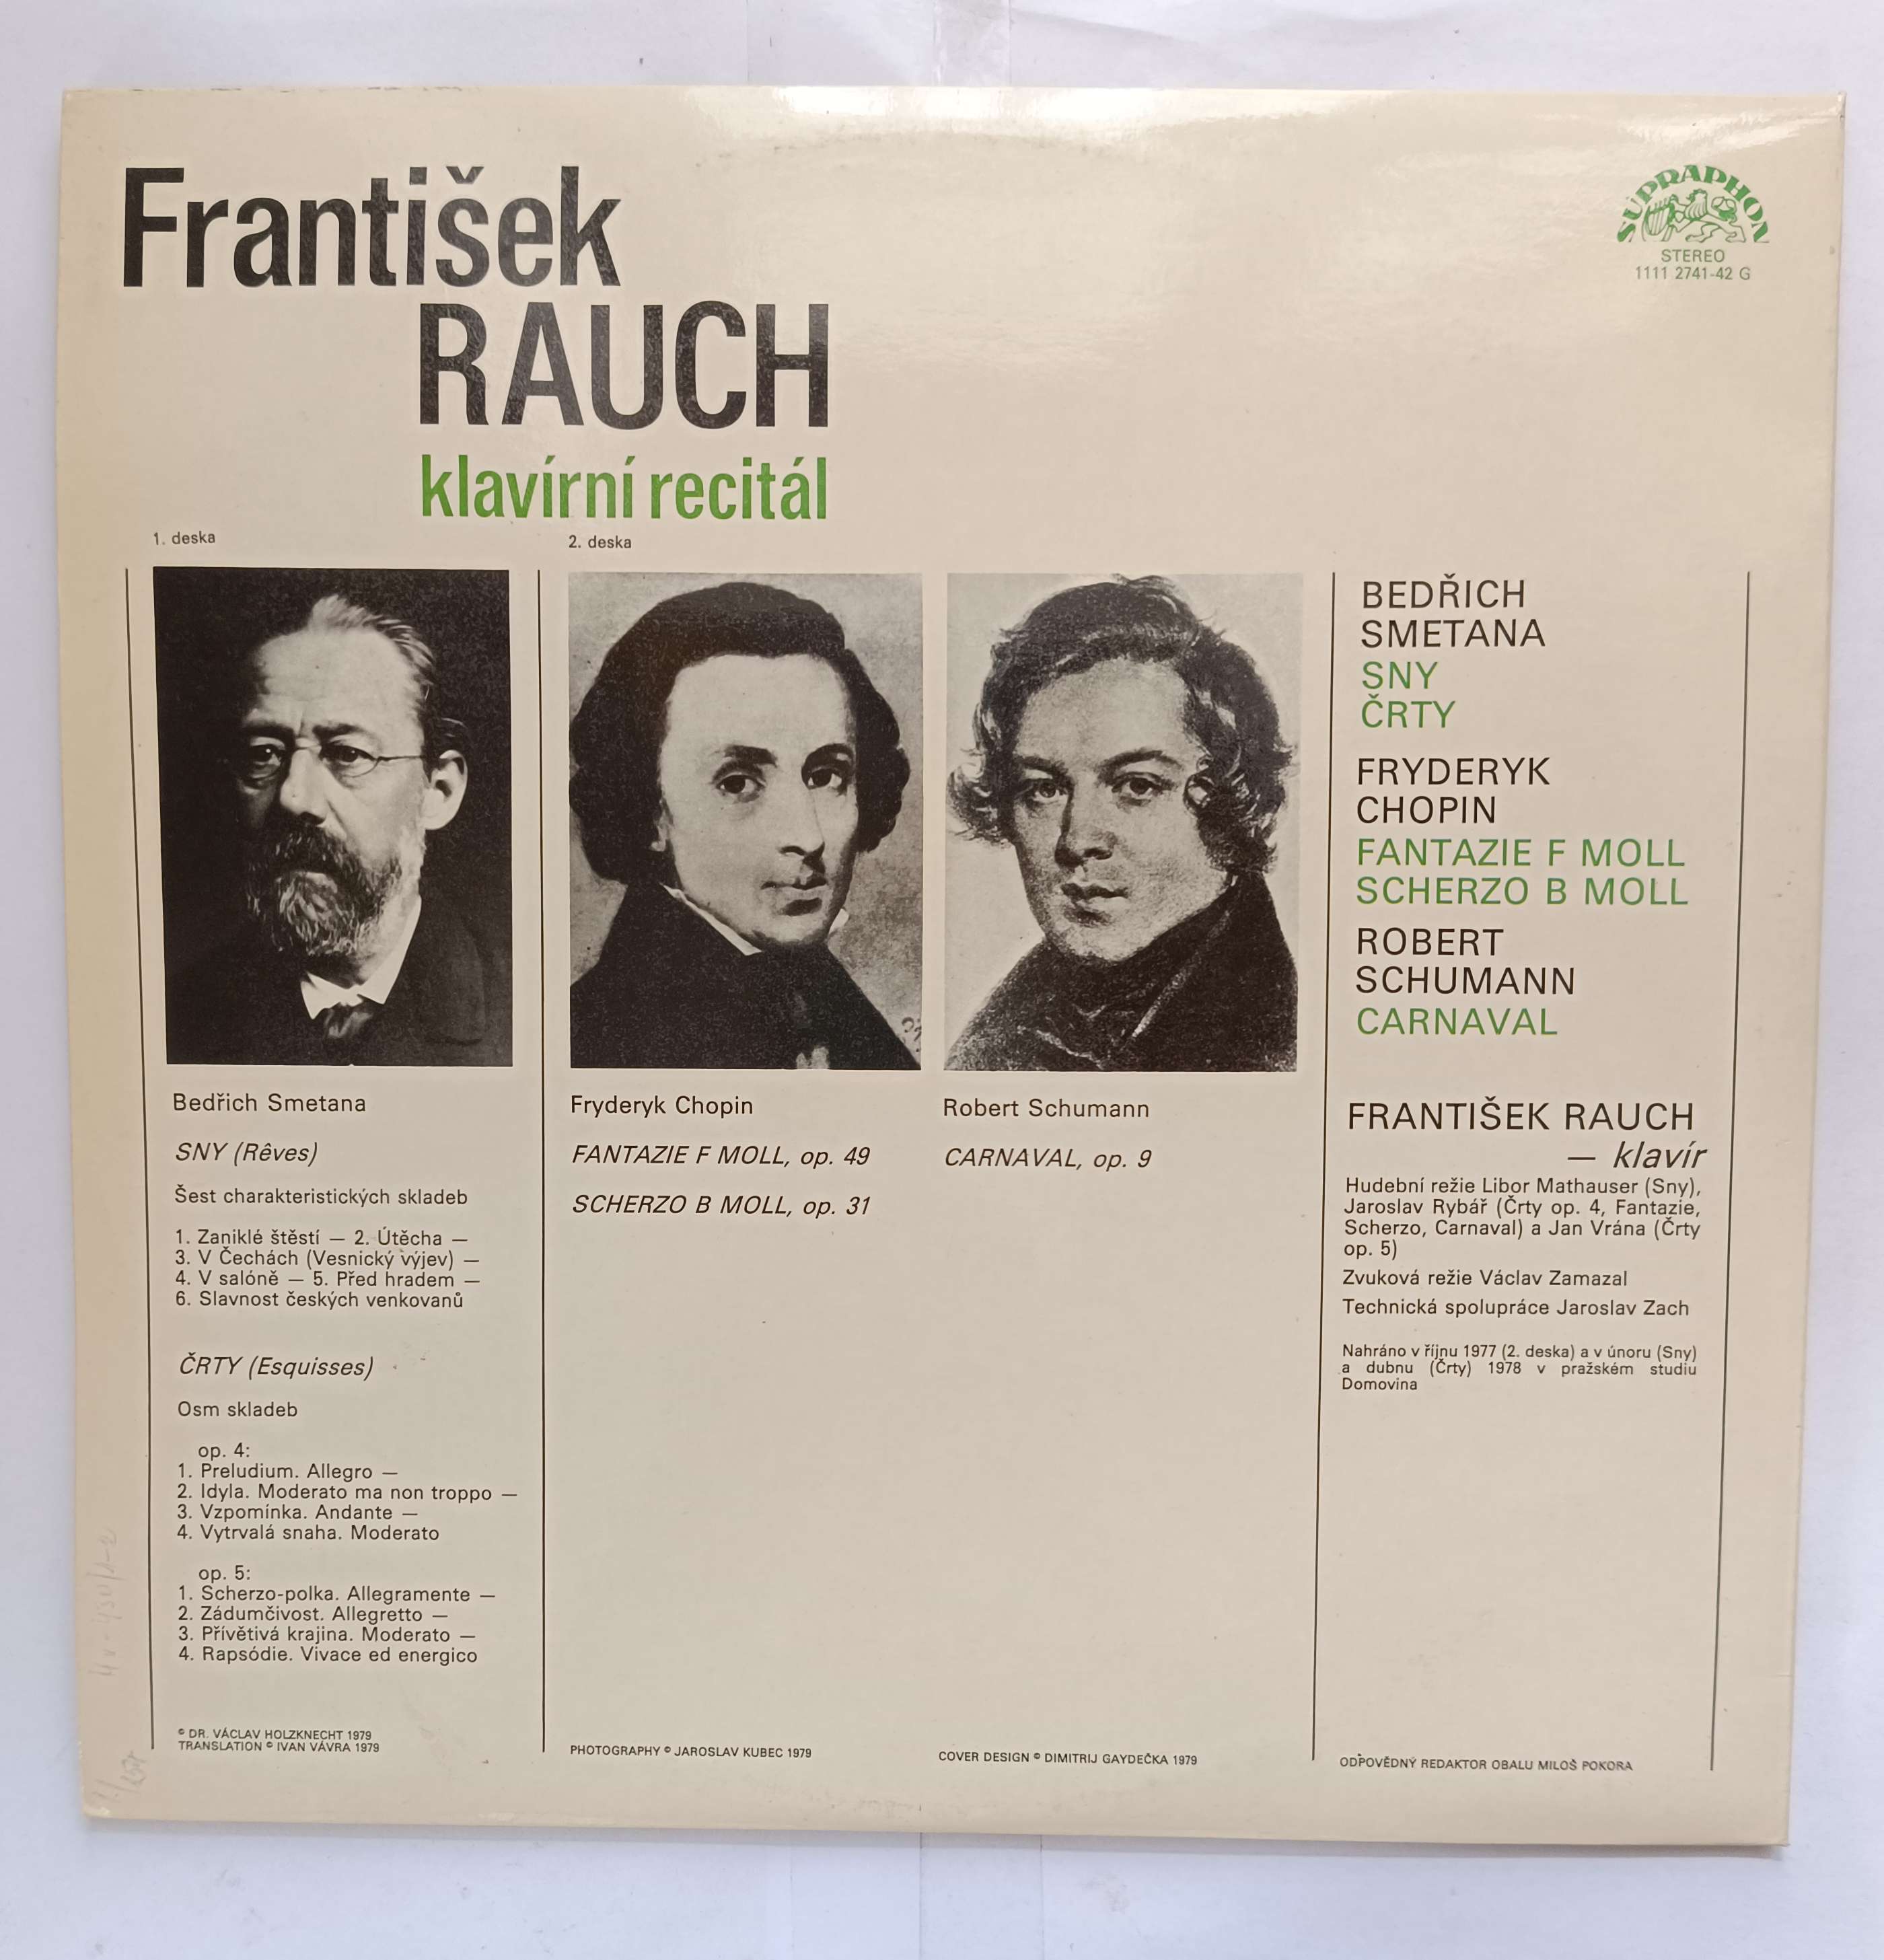 František
RAUCH
klavírní recitál
SUPRAPHON
STEREO
1111 2741-42 G
1. deska
2. deska
Bedřich Smetana
SNY (Rêves)
Šest charakteristických skladeb
1. Zaniklé štěstí — 2. Útěcha —
3. V Čechách (Vesnický výjev) —
4. V salóně — 5. Před hradem —
6. Slavnost českých venkovanů
ČRTY (Esquisses)
Osm skladeb
op. 4:
1. Preludium. Allegro —
2. Idyla. Moderato ma non troppo —
3. Vzpomínka. Andante —
4. Vytrvalá snaha. Moderato
op. 5:
1. Scherzo-polka. Allegramente —
2. Zádumčivost. Allegretto —
3. Přívětivá krajina. Moderato —
4. Rapsódie. Vivace ed energico
© DR. VÁCLAV HOLZKNECHT 1979
TRANSLATION © IVAN VÁVRA 1979
Fryderyk Chopin
FANTAZIE F MOLL, op. 49
SCHERZO B MOLL, op. 31
PHOTOGRAPHY © JAROSLAV KUBEC 1979
Robert Schumann
CARNAVAL, op. 9
COVER DESIGN © DIMITRIJ GAYDEČKA 1979
BEDŘICH
SMETANA
SNY
ČRTY
FRYDERYK
CHOPIN
FANTAZIE F MOLL
SCHERZO B MOLL
ROBERT
SCHUMANN
CARNAVAL
FRANTIŠEK RAUCH
— klavír
Hudební režie Libor Mathauser (Sny),
Jaroslav Rybář (Črty op. 4, Fantazie,
Scherzo, Carnaval) a Jan Vrána (Črty
op. 5)
Zvuková režie Václav Zamazal
Technická spolupráce Jaroslav Zach
Nahráno v říjnu 1977 (2. deska) a v únoru (Sny)
a dubnu (Črty) 1978 v pražském studiu
Domovina
ODPOVĚDNÝ REDAKTOR OBALU MILOŠ POKORA